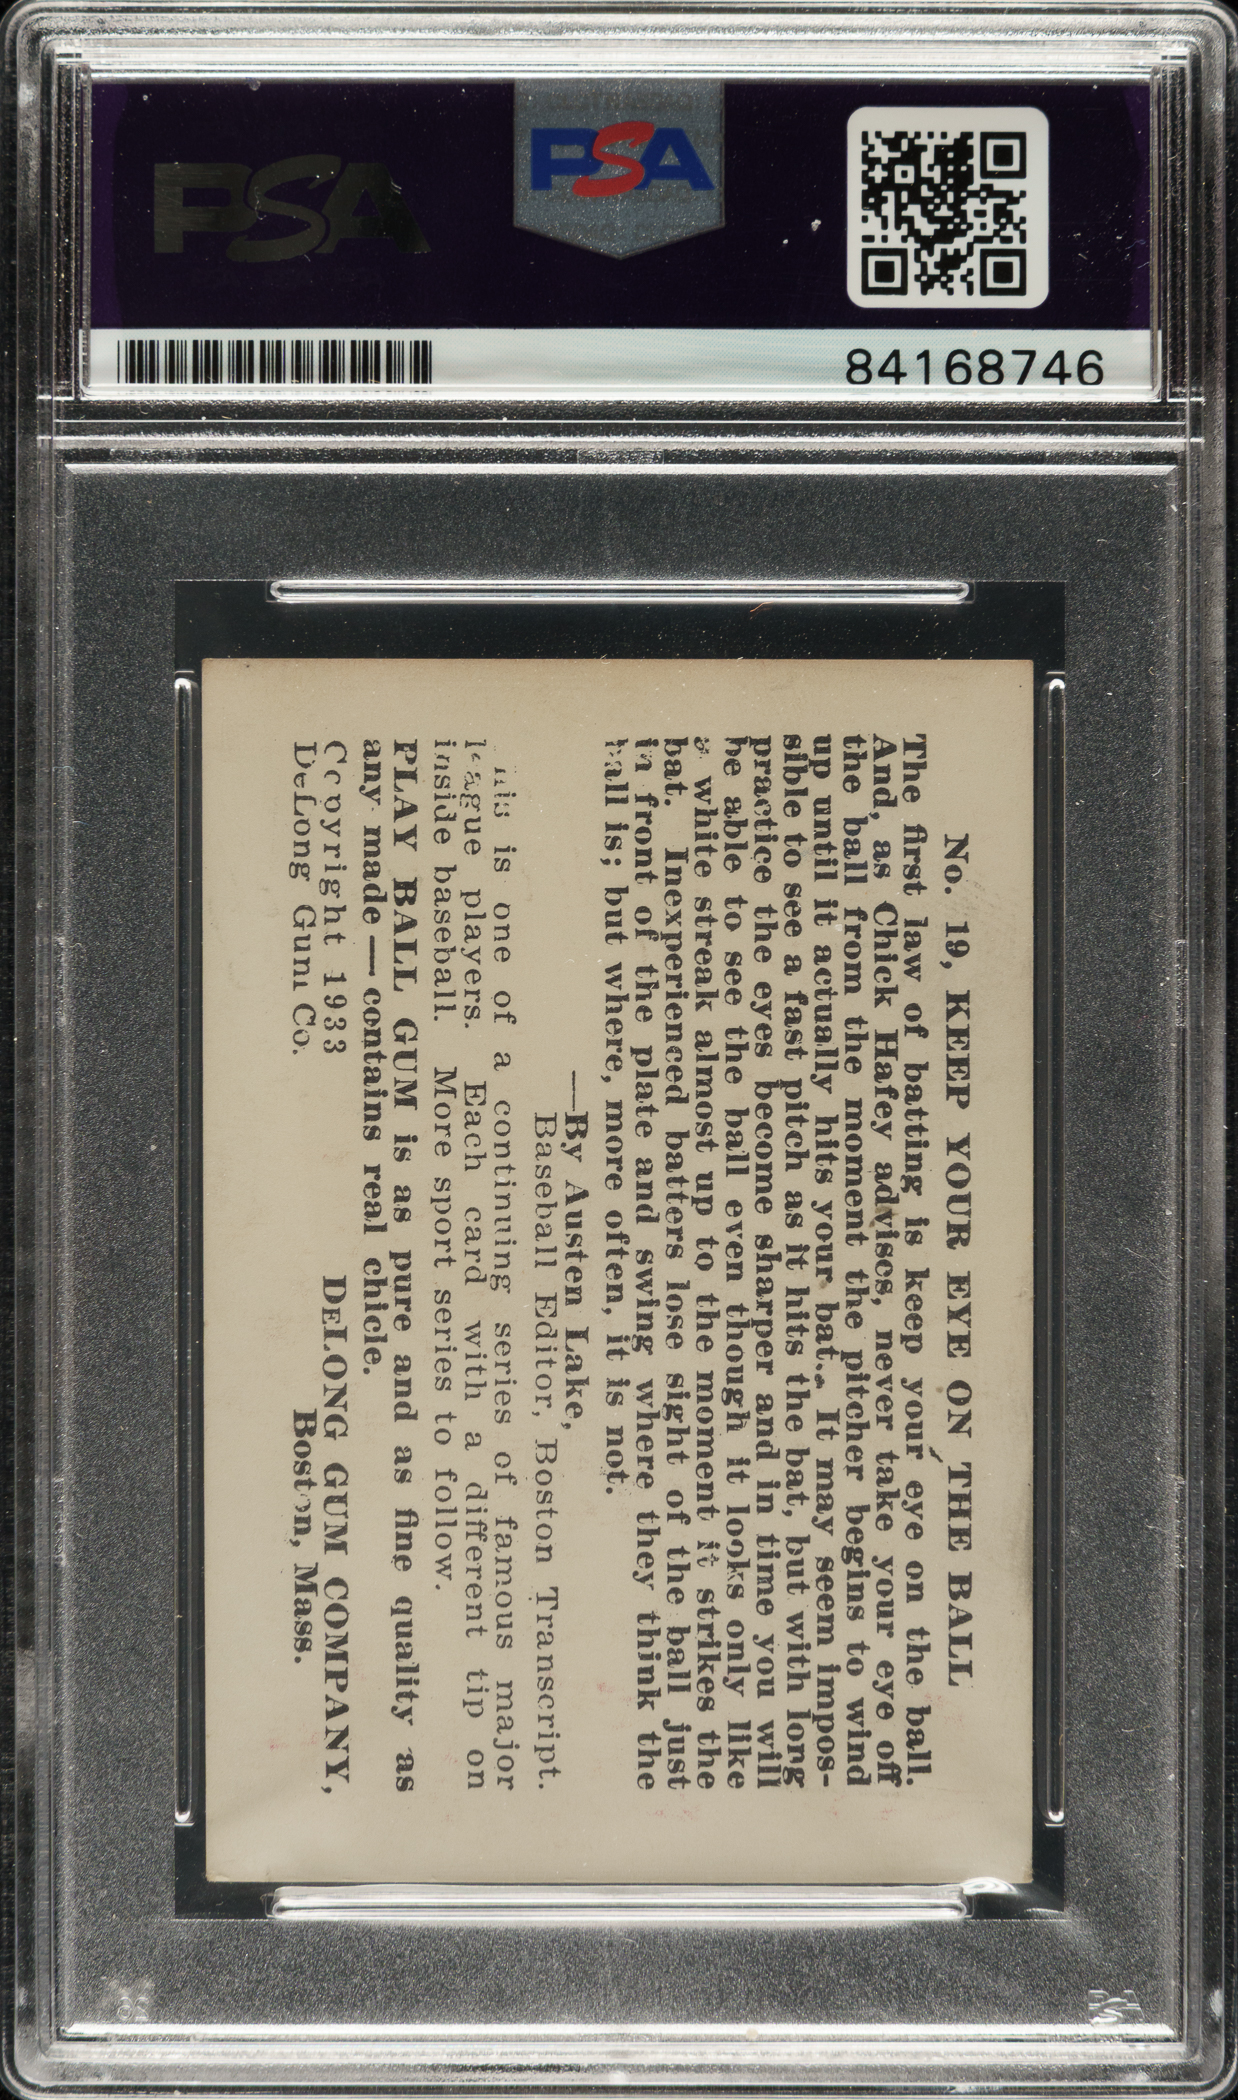 PSA
PSA
84168746
No. 19, KEEP YOUR EYE ON THE BALL
The first law of batting is keep your eye on the ball.
And, as Chick Hafey advises, never take your eye off
the ball from the moment the pitcher begins to wind
up until it actually hits your bat. It may seem impos-
sible to see a fast pitch as it hits the bat, but with long
practice the eyes become sharper and in time you will
be able to see the ball even though it looks only like
a white streak almost up to the moment it strikes the
bat. Inexperienced batters lose sight of the ball just
in front of the plate and swing where they think the
ball is; but where, more often, it is not.
—By Austen Lake,
Baseball Editor, Boston Transcript.
This is one of a continuing series of famous major
league players. Each card with a different tip on
inside baseball. More sport series to follow.
PLAY BALL GUM is as pure and as fine quality as
any made—contains real chicle.
Copyright 1933 DELONG GUM COMPANY,
DeLong Gum Co. Boston, Mass.
PSA